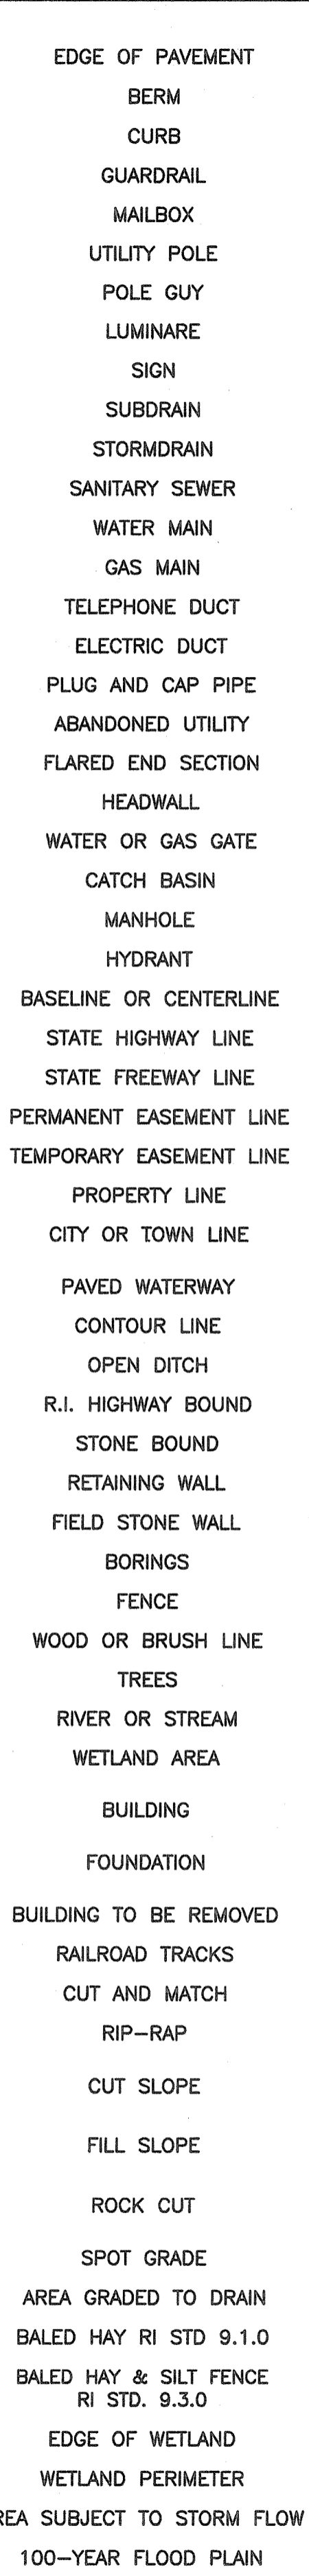 EDGE OF PAVEMENT
BERM
CURB
GUARDRAIL
MAILBOX
UTILITY POLE
POLE GUY
LUMINARE
SIGN
SUBDRAIN
STORMDRAIN
SANITARY SEWER
WATER MAIN
GAS MAIN
TELEPHONE DUCT
ELECTRIC DUCT
PLUG AND CAP PIPE
ABANDONED UTILITY
FLARED END SECTION
HEADWALL
WATER OR GAS GATE
CATCH BASIN
MANHOLE
HYDRANT
BASELINE OR CENTERLINE
STATE HIGHWAY LINE
STATE FREEWAY LINE
PERMANENT EASEMENT LINE
TEMPORARY EASEMENT LINE
PROPERTY LINE
CITY OR TOWN LINE
PAVED WATERWAY
CONTOUR LINE
OPEN DITCH
R.I. HIGHWAY BOUND
STONE BOUND
RETAINING WALL
FIELD STONE WALL
BORINGS
FENCE
WOOD OR BRUSH LINE
TREES
RIVER OR STREAM
WETLAND AREA
BUILDING
FOUNDATION
BUILDING TO BE REMOVED
RAILROAD TRACKS
CUT AND MATCH
RIP-RAP
CUT SLOPE
FILL SLOPE
ROCK CUT
SPOT GRADE
AREA GRADED TO DRAIN
BALED HAY RI STD 9.1.0
BALED HAY & SILT FENCE
RI STD. 9.3.0
EDGE OF WETLAND
WETLAND PERIMETER
REA SUBJECT TO STORM FLOW
100-YEAR FLOOD PLAIN